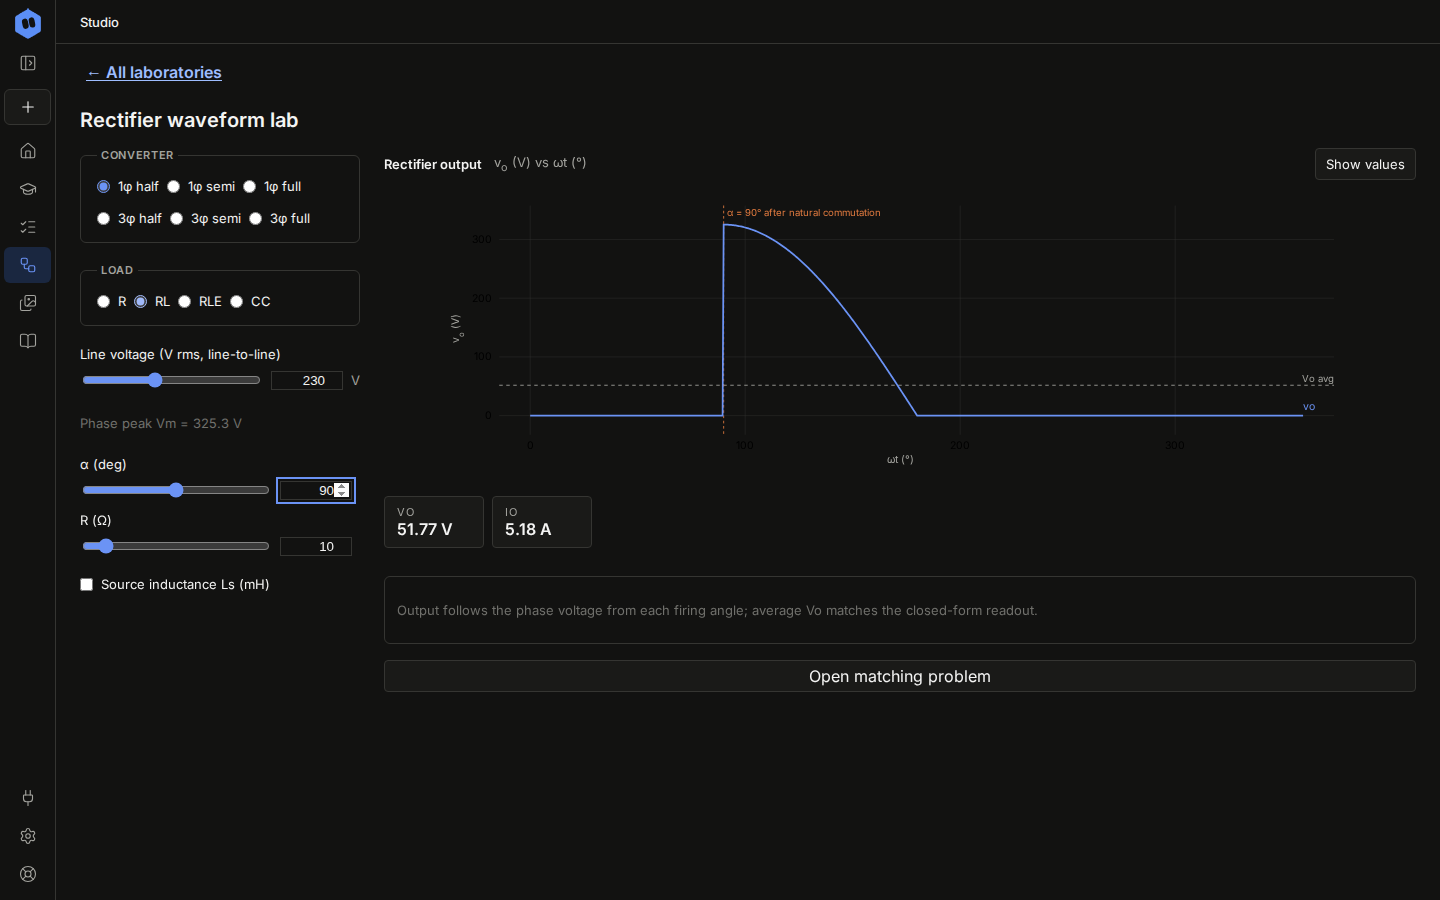 Studio
← All laboratories
Rectifier waveform lab
CONVERTER
1φ half 1φ semi 1φ full
3φ half 3φ semi 3φ full
LOAD
R RL RLE CC
Line voltage (V rms, line-to-line)
230 V
Phase peak Vm = 325.3 V
α (deg)
90
R (Ω)
10
Source inductance Ls (mH)
Rectifier output vo (V) vs ωt (°)
Show values
α = 90° after natural commutation
300
200
100
0
vo (V)
Vo avg
vo
0 100 200 300
ωt (°)
VO
51.77 V
IO
5.18 A
Output follows the phase voltage from each firing angle; average Vo matches the closed-form readout.
Open matching problem